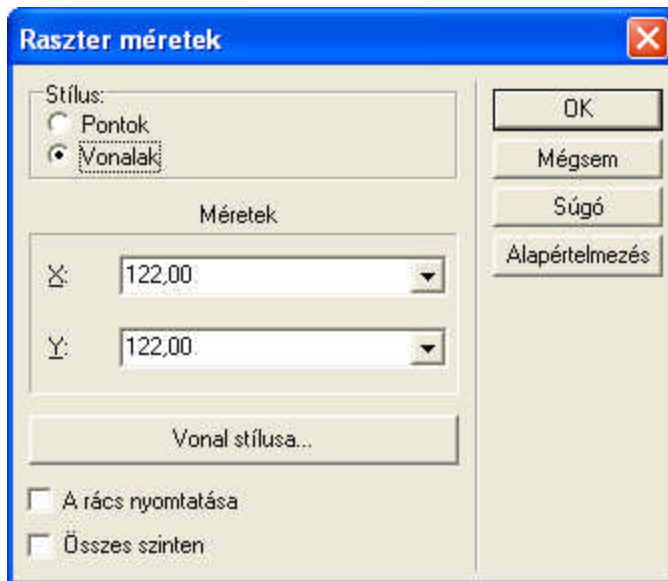 Raszter méretek
Stílus:
Pontok
Vonalak
Méretek
X:
122,00
Y:
122,00
Vonal stílusa...
A rács nyomtatása
Összes szinten
OK
Mégsem
Súgó
Alapértelmezés